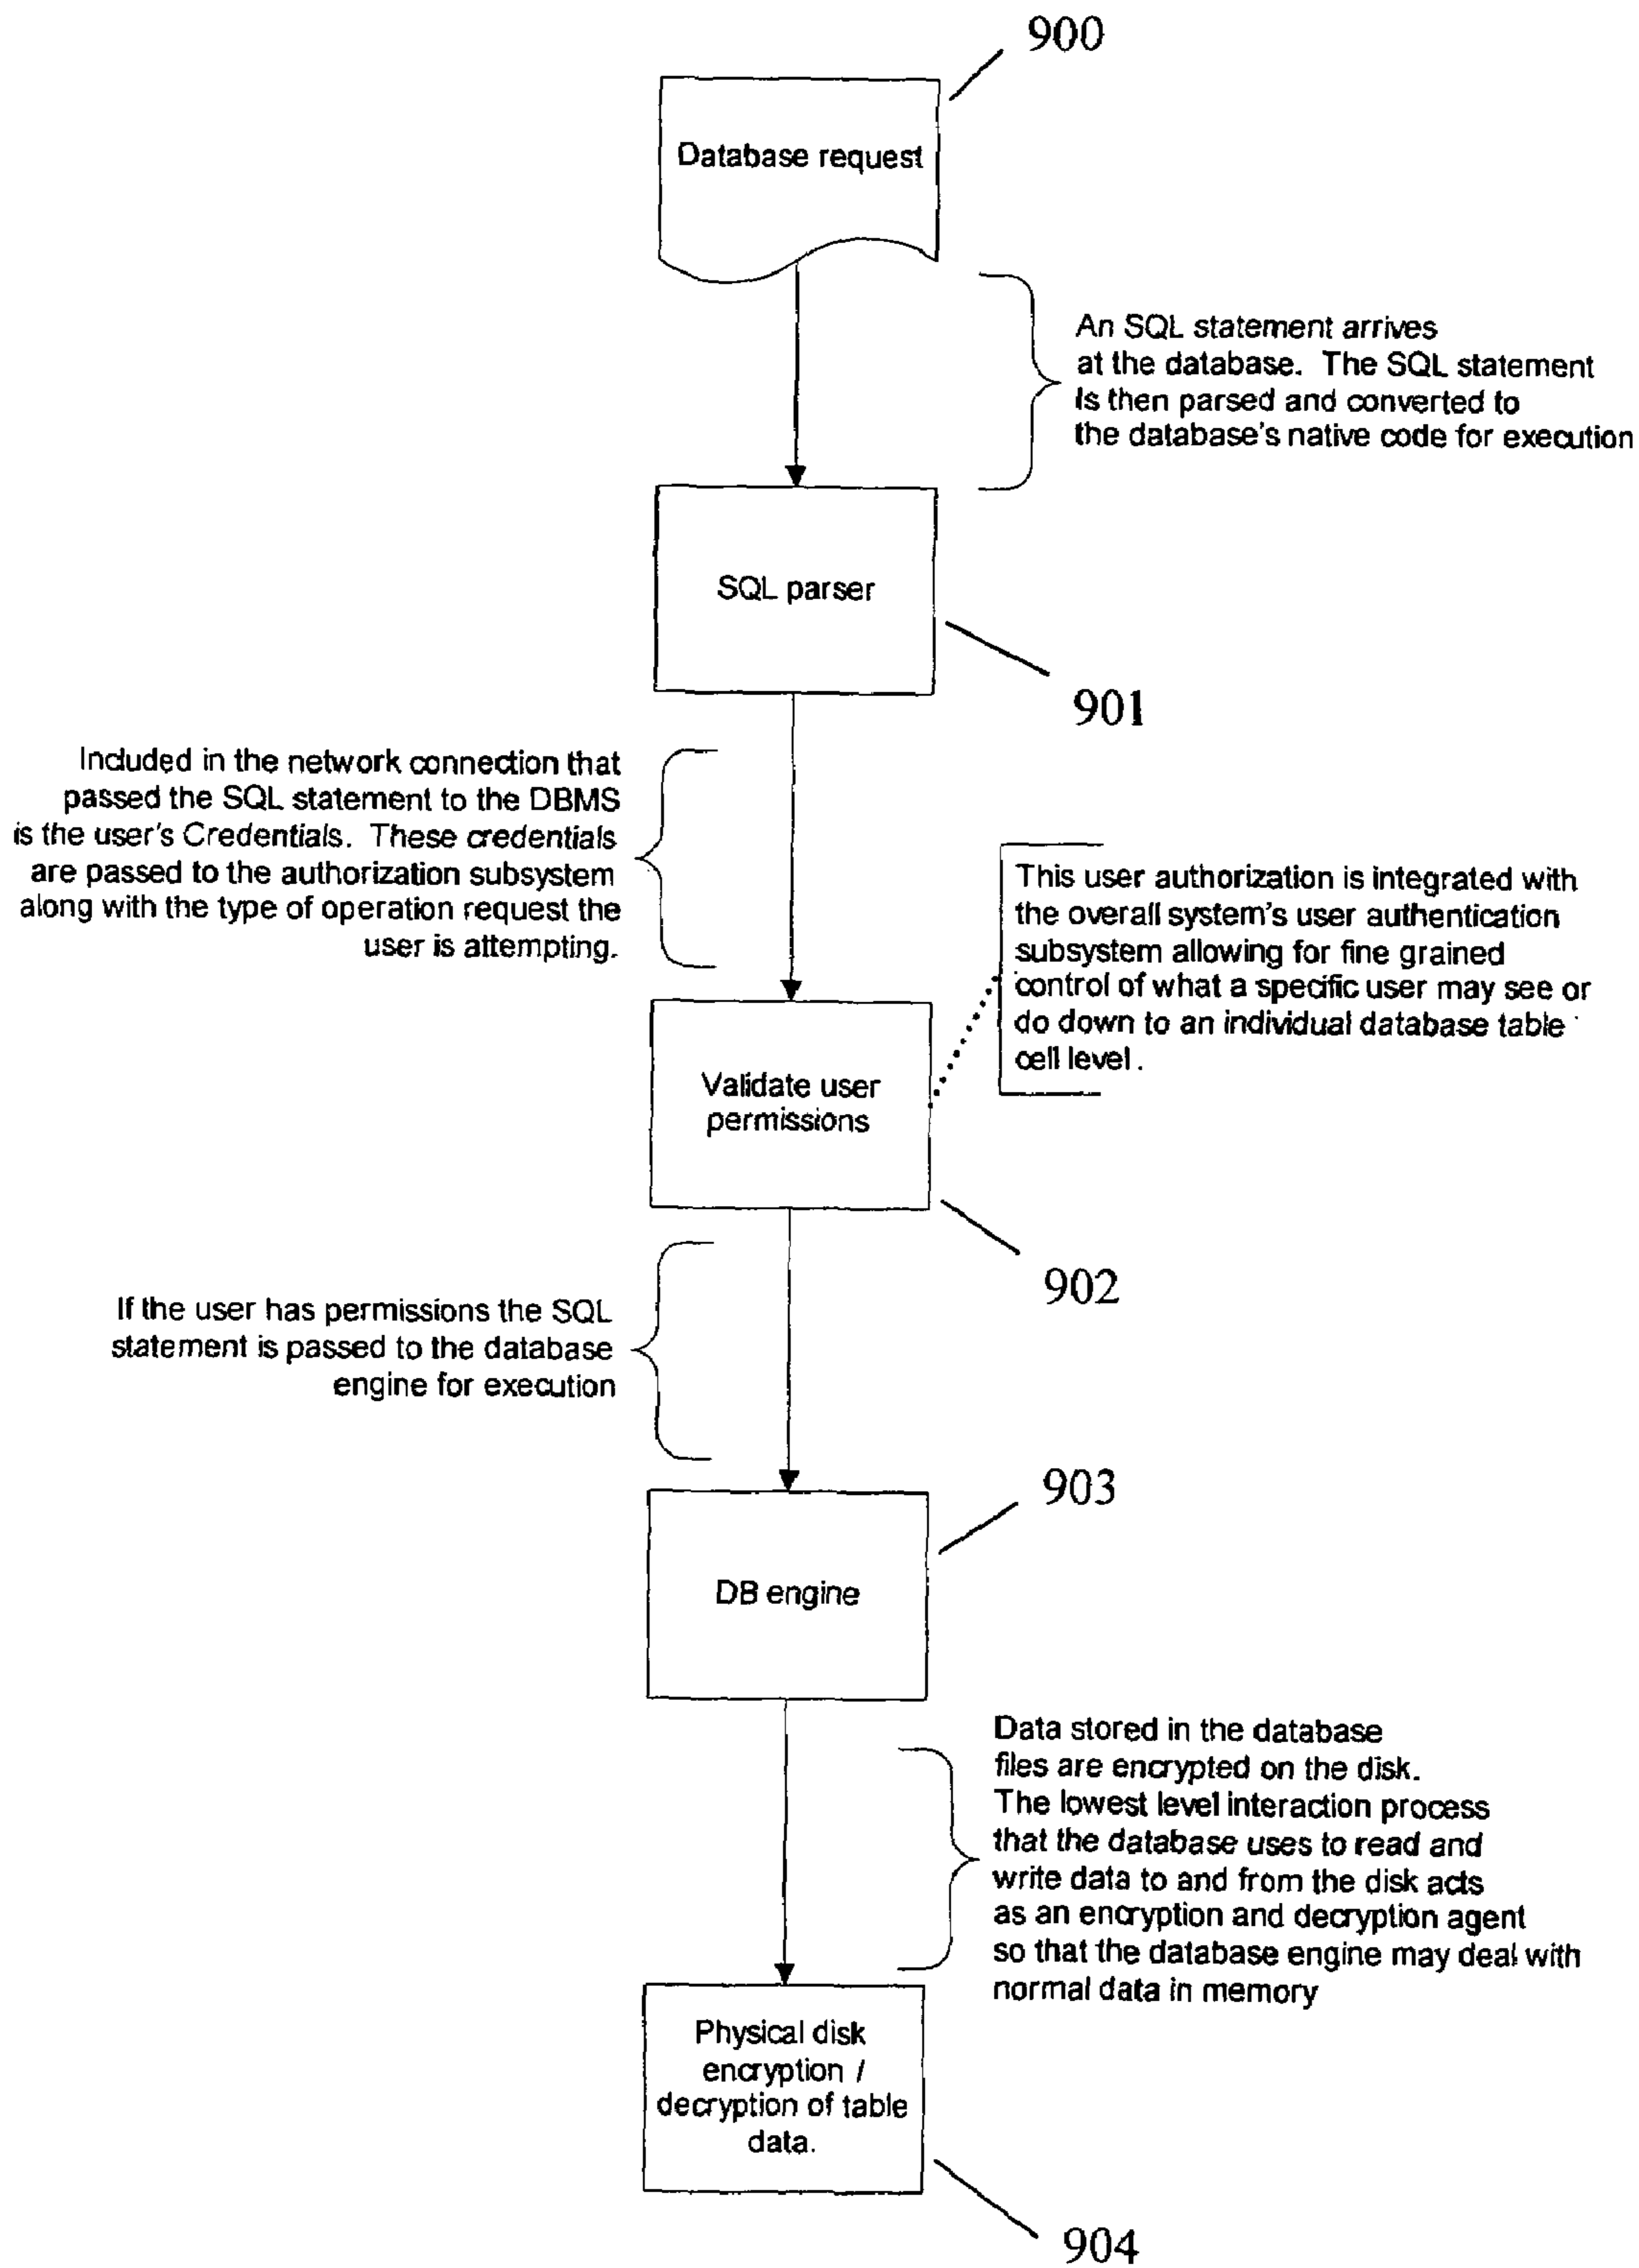 900
Database request
An SQL statement arrives
at the database. The SQL statement
Is then parsed and converted to
the database's native code for execution
SQL parser
901
Included in the network connection that
passed the SQL statement to the DBMS
is the user's Credentials. These credentials
are passed to the authorization subsystem
along with the type of operation request the
user is attempting.
This user authorization is integrated with
the overall system's user authentication
subsystem allowing for fine grained
control of what a specific user may see or
do down to an individual database table
cell level.
Validate user
permissions
902
If the user has permissions the SQL
statement is passed to the database
engine for execution
903
DB engine
Data stored in the database
files are encrypted on the disk.
The lowest level interaction process
that the database uses to read and
write data to and from the disk acts
as an encryption and decryption agent
so that the database engine may deal with
normal data in memory
Physical disk
encryption /
decryption of table
data.
904